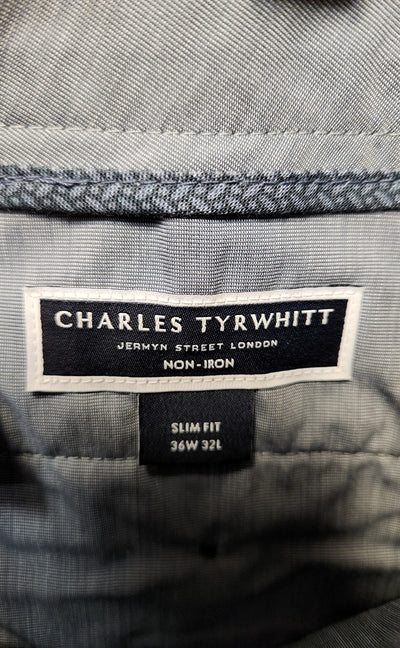 CHARLES TYRWHITT
JERMYN STREET LONDON
NON-IRON
SLIM FIT
36W 32L